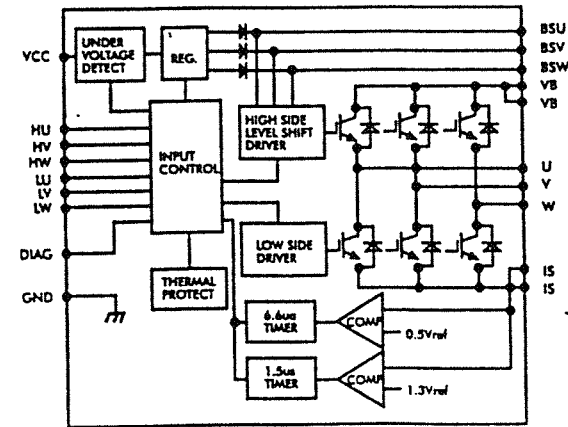 VCC
UNDER
VOLTAGE
DETECT
REG.
BSU
BSV
BSW
VB
VB
HU
HV
HW
LU
LV
LW
INPUT
CONTROL
HIGH SIDE
LEVEL SHIFT
DRIVER
U
V
W
DIAG
LOW SIDE
DRIVER
GND
THERMAL
PROTECT
IS
IS
6.6us
TIMER
COMP
0.5Vref
1.5us
TIMER
COMP
1.3Vref